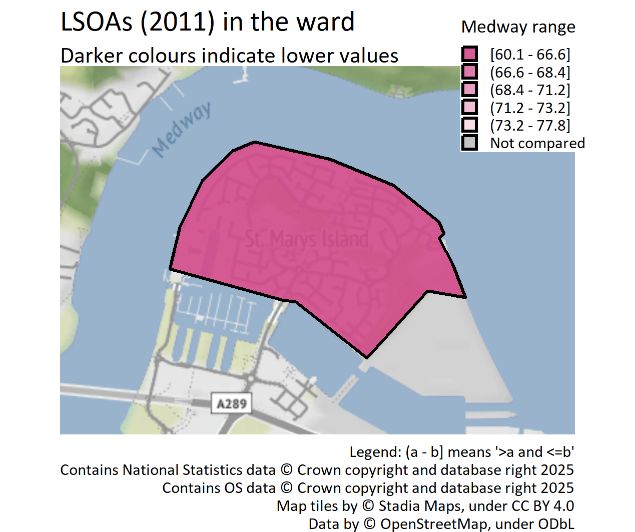 LSOAs (2011) in the ward
Darker colours indicate lower values
Medway range
[60.1 - 66.6]
(66.6 - 68.4]
(68.4 - 71.2]
(71.2 - 73.2]
(73.2 - 77.8]
Not compared
Medway
St. Marys Island
A289
Legend: (a - b] means '>a and <=b'
Contains National Statistics data © Crown copyright and database right 2025
Contains OS data © Crown copyright and database right 2025
Map tiles by © Stadia Maps, under CC BY 4.0
Data by © OpenStreetMap, under ODbL